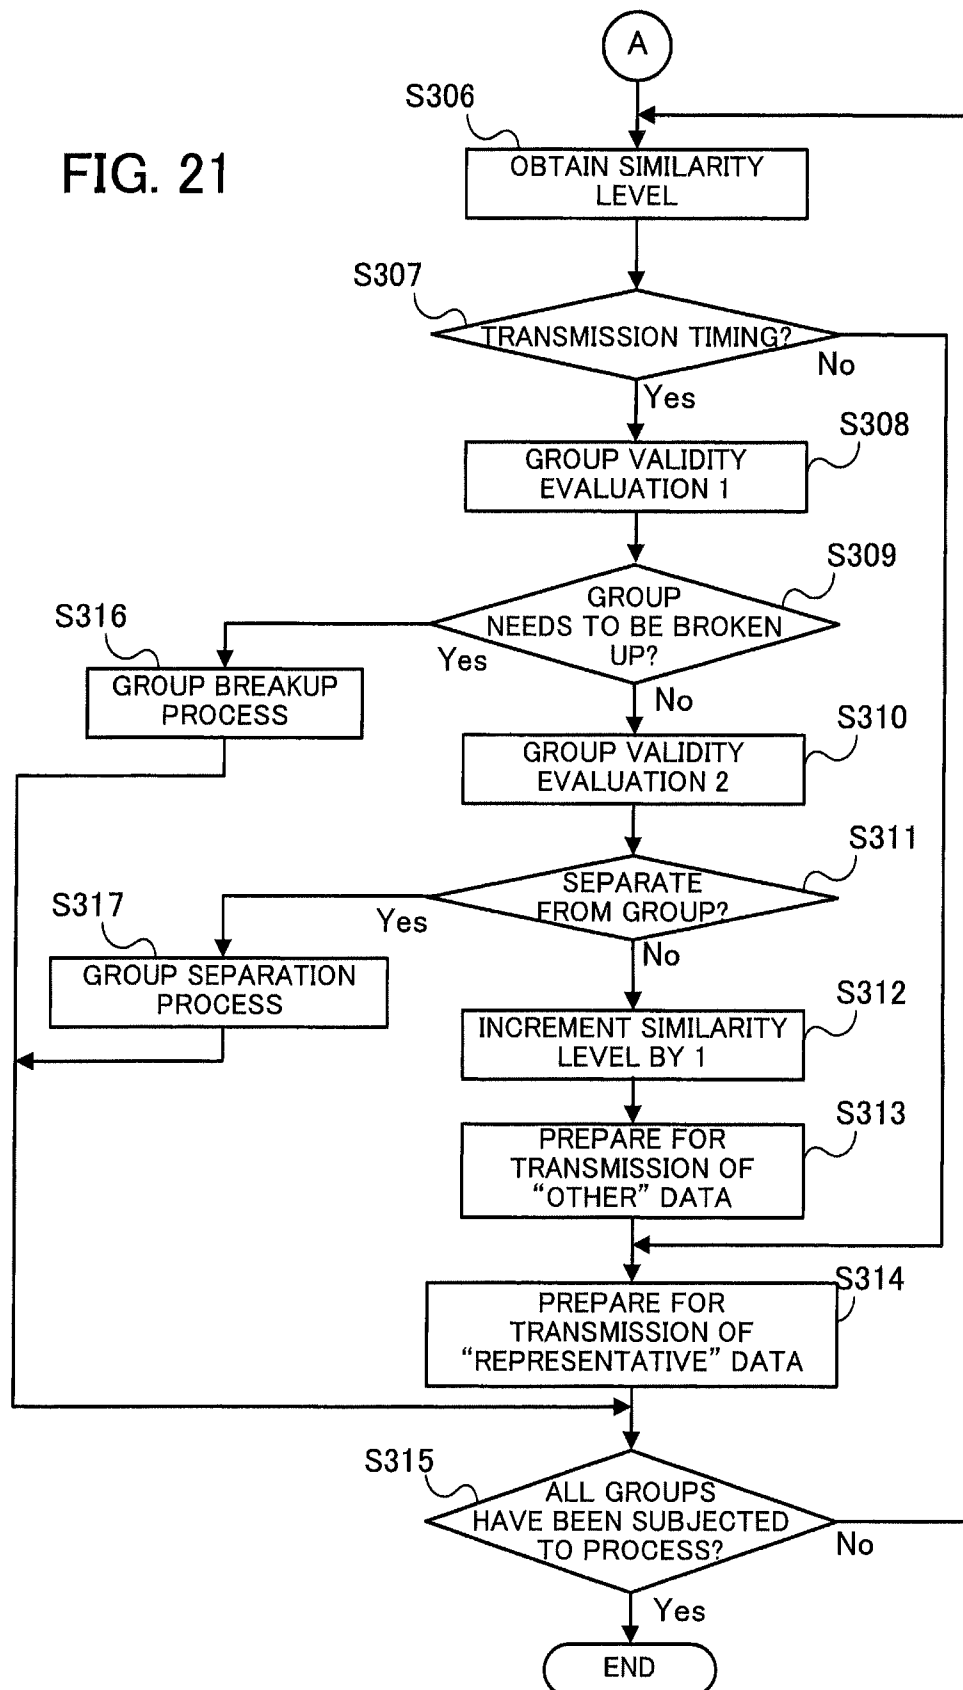 A
S306
FIG. 21
OBTAIN SIMILARITY
LEVEL
S307
TRANSMISSION TIMING?
No
Yes
S308
GROUP VALIDITY
EVALUATION 1
S309
GROUP
NEEDS TO BE BROKEN
UP?
S316
Yes
GROUP BREAKUP
PROCESS
No
S310
GROUP VALIDITY
EVALUATION 2
S311
SEPARATE
FROM GROUP?
S317
Yes
No
GROUP SEPARATION
PROCESS
S312
INCREMENT SIMILARITY
LEVEL BY 1
S313
PREPARE FOR
TRANSMISSION OF
“OTHER” DATA
S314
PREPARE FOR
TRANSMISSION OF
“REPRESENTATIVE” DATA
S315
ALL GROUPS
HAVE BEEN SUBJECTED
TO PROCESS?
No
Yes
END